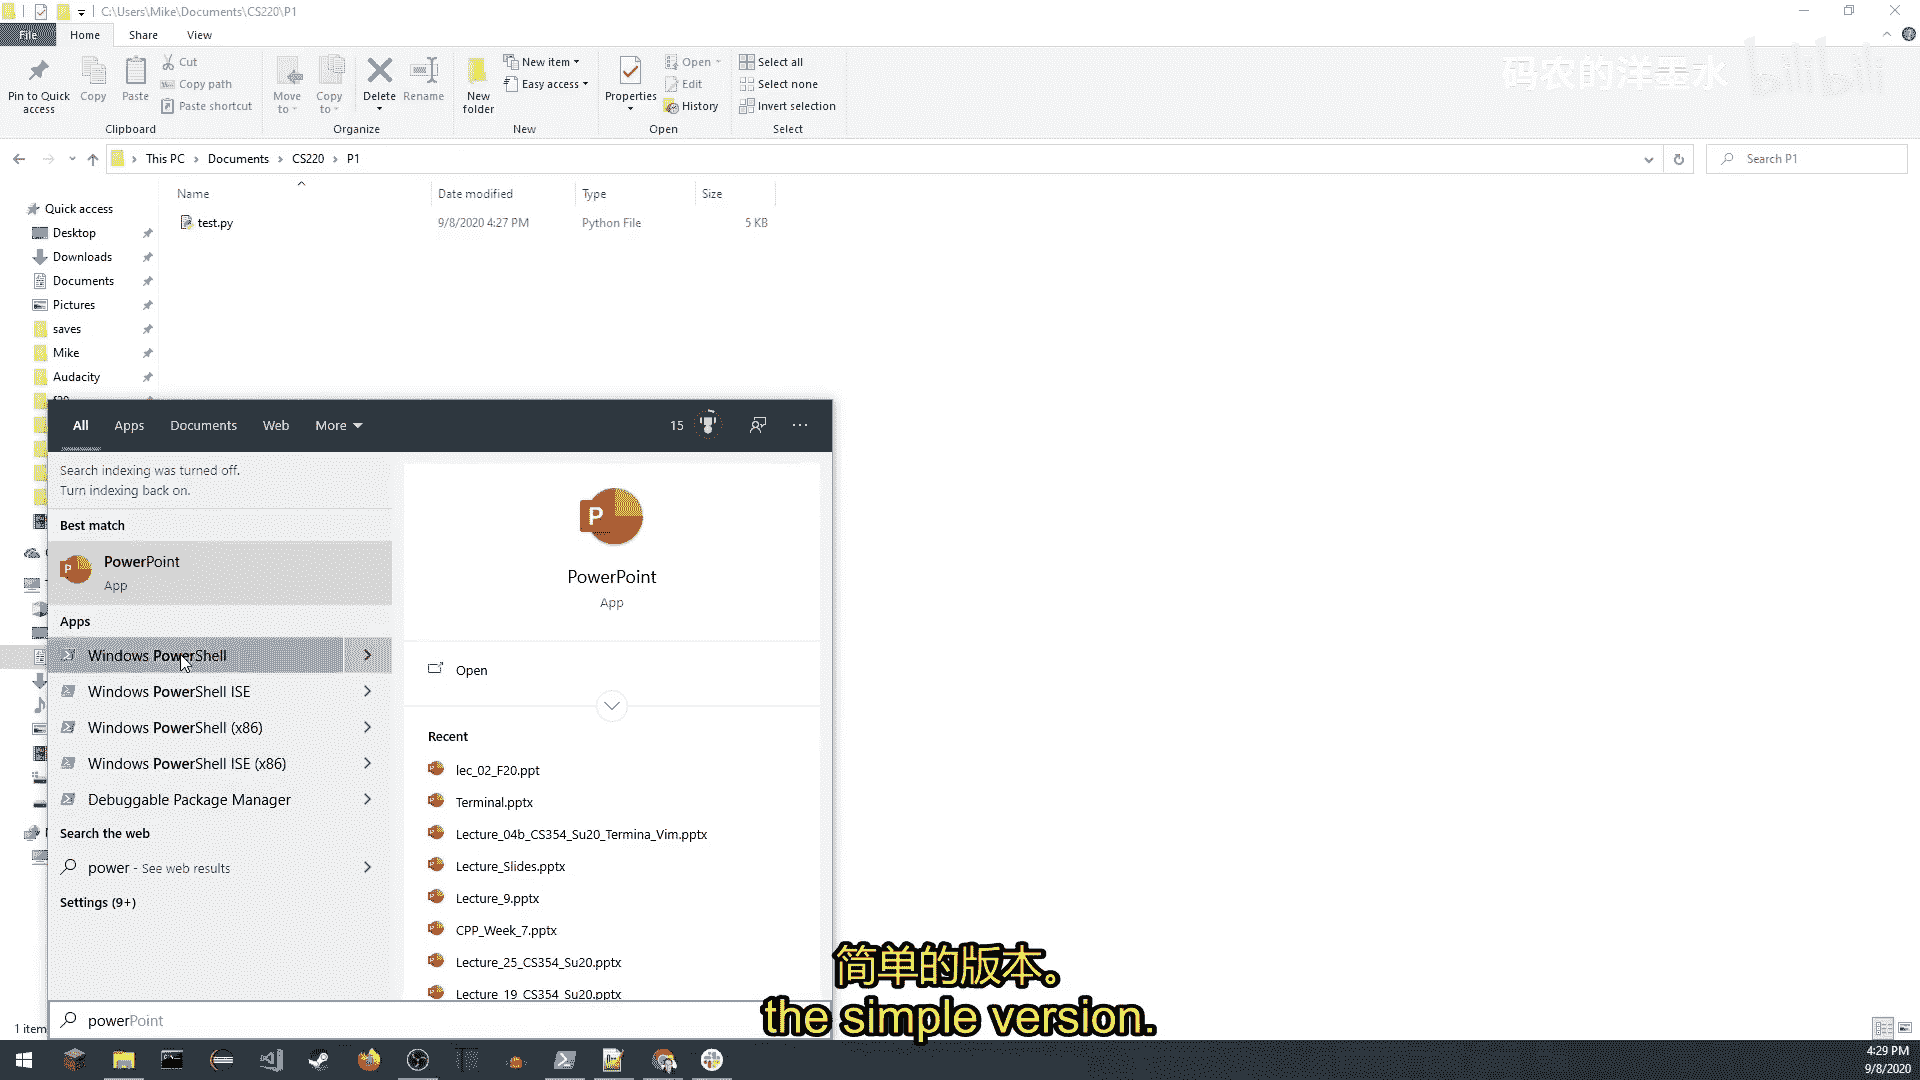 C:\Users\Mike\Documents\CS220\P1
File
Home
Share
View
Pin to Quick access
Copy
Paste
Cut
Copy path
Paste shortcut
Clipboard
Move to
Copy to
Delete
Rename
Organize
New folder
New item
Easy access
New
Properties
Open
Edit
History
Open
Select all
Select none
Invert selection
Select
码农的洋墨水
bilibili
This PC
Documents
CS220
P1
Search P1
Name
Date modified
Type
Size
test.py
9/8/2020 4:27 PM
Python File
5 KB
Quick access
Desktop
Downloads
Documents
Pictures
saves
Mike
Audacity
All
Apps
Documents
Web
More
15
Search indexing was turned off.
Turn indexing back on.
Best match
PowerPoint
App
Apps
Windows PowerShell
Windows PowerShell ISE
Windows PowerShell (x86)
Windows PowerShell ISE (x86)
Debuggable Package Manager
Search the web
power - See web results
Settings (9+)
PowerPoint
App
Open
Recent
lec_02_F20.ppt
Terminal.pptx
Lecture_04b_CS354_Su20_Termina_Vim.pptx
Lecture_Slides.pptx
Lecture_9.pptx
CPP_Week_7.pptx
Lecture_25_CS354_Su20.pptx
Lecture_19_CS354_Su20.pptx
powerPoint
1 item
简单的版本。
the simple version.
4:29 PM
9/8/2020